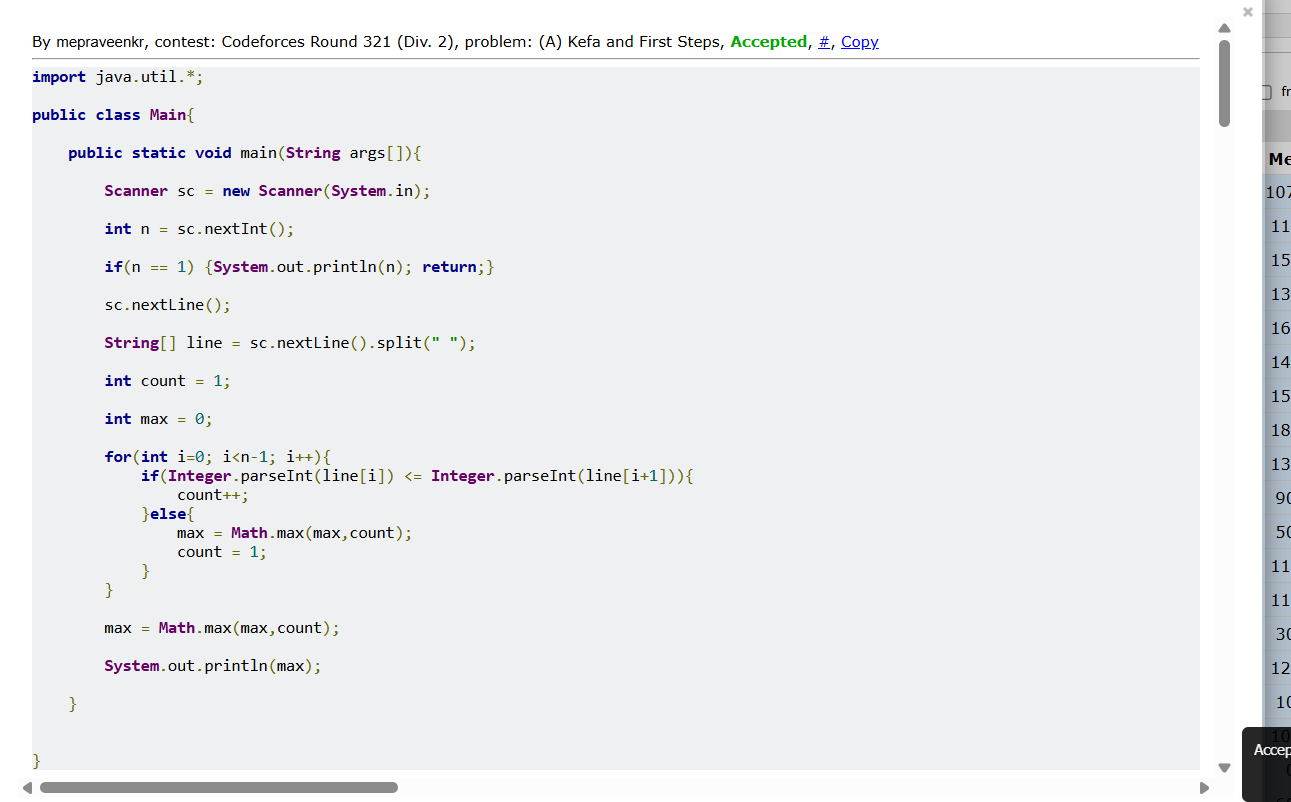 By mepraveenkr, contest: Codeforces Round 321 (Div. 2), problem: (A) Kefa and First Steps, Accepted, #, Copy
import java.util.*;
public class Main{
public static void main(String args[]){
Scanner sc = new Scanner(System.in);
int n = sc.nextInt();
if(n == 1) {System.out.println(n); return;}
sc.nextLine();
String[] line = sc.nextLine().split(" ");
int count = 1;
int max = 0;
for(int i=0; i<n-1; i++){
if(Integer.parseInt(line[i]) <= Integer.parseInt(line[i+1])){
count++;
}else{
max = Math.max(max,count);
count = 1;
}
}
max = Math.max(max,count);
System.out.println(max);
}
}
fr
Me
107
11
15
13
16
14
15
18
13
90
50
11
11
30
12
10
10
Accep